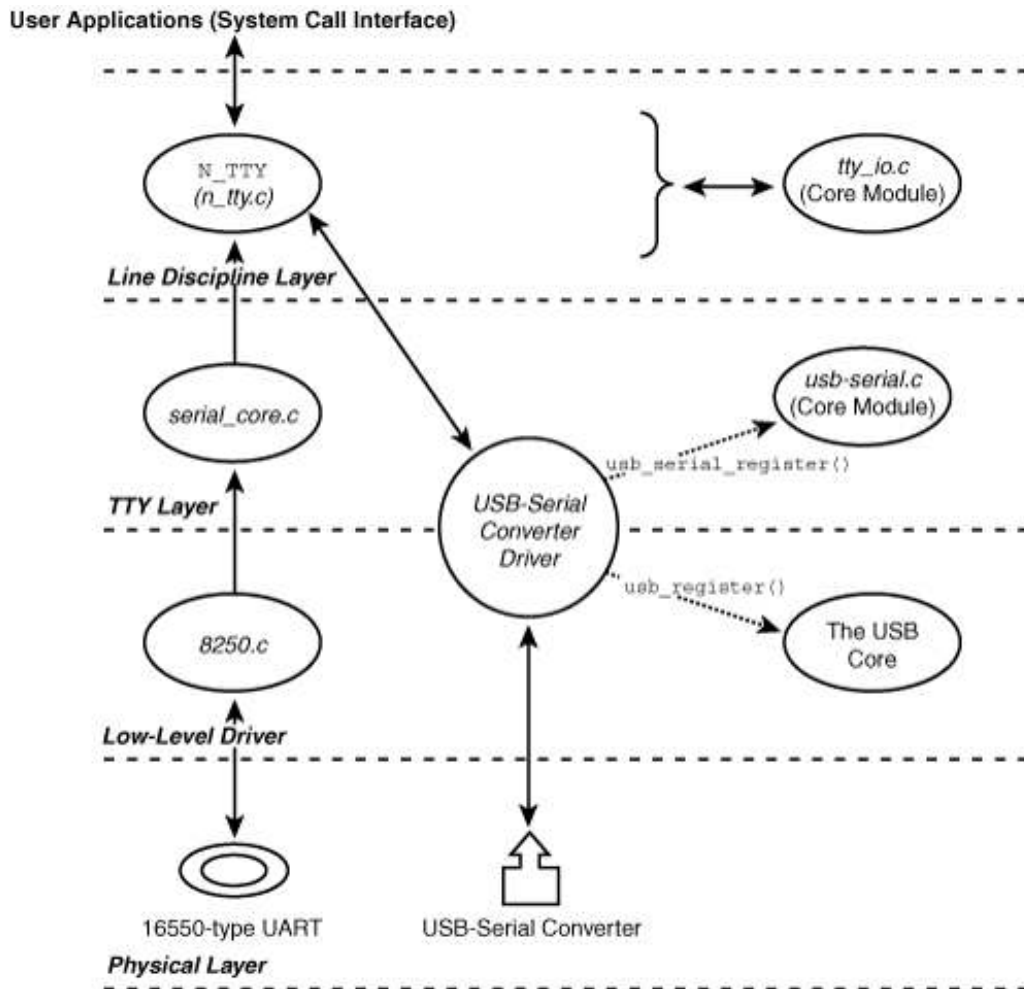 User Applications (System Call Interface)
N_TTY
(n_tty.c)
tty_io.c
(Core Module)
Line Discipline Layer
serial_core.c
usb-serial.c
(Core Module)
usb_serial_register()
TTY Layer
USB-Serial
Converter
Driver
usb_register()
8250.c
The USB
Core
Low-Level Driver
16550-type UART
USB-Serial Converter
Physical Layer